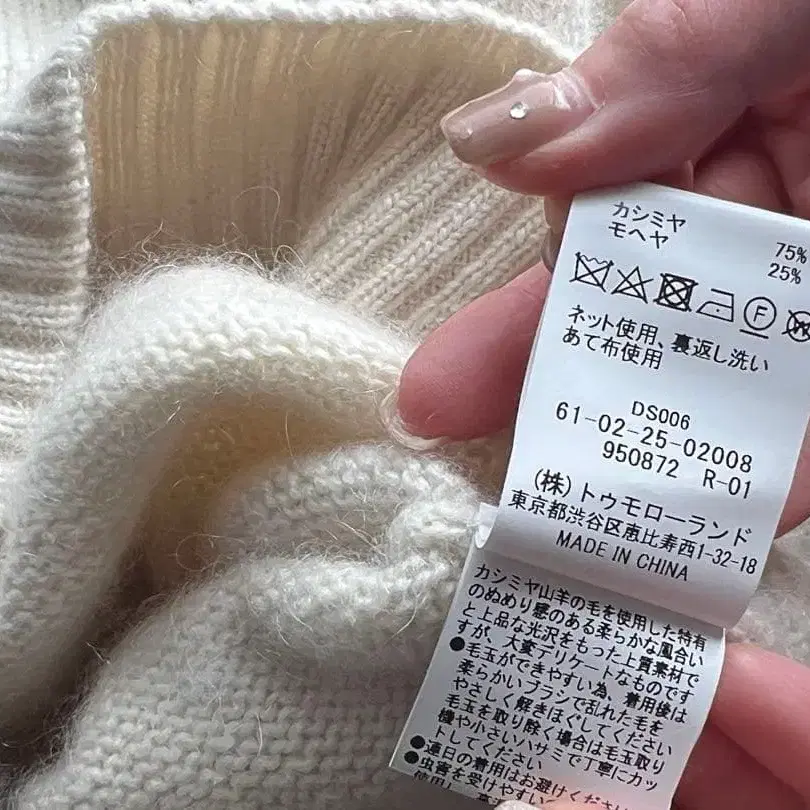 カシミヤ 75%
モヘヤ 25%
F
ネット使用、裏返し洗い
あて布使用
DS006
61-02-25-02008
950872 R-01
(株)トゥモローランド
東京都渋谷区恵比寿西1-32-18
MADE IN CHINA
カシミヤ山羊の毛を使用した特有
のぬめり感のある柔らかな風合い
と上品な光沢をもった上質素材で
すが、大変デリケートなものです
●毛玉ができやすい為、着用後は
柔らかいブラシで乱れた毛を
やさしく解きほぐしてください
毛玉を取り除く場合は毛玉取り
機や小さいハサミで丁寧にカッ
トしてください
●連日の着用はお避けください
●虫害を受けやすい